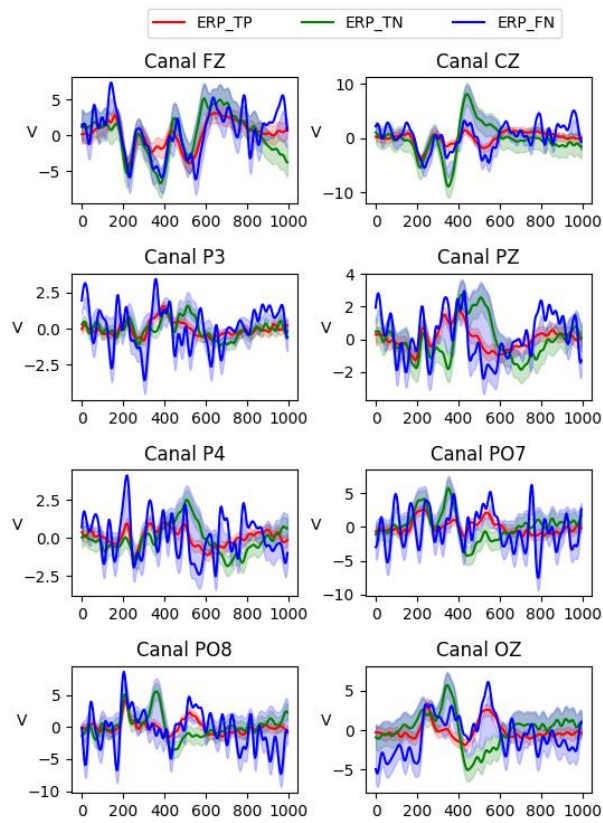 ERP_TP ERP_TN ERP_FN
Canal FZ
5
0
−5
V
0 200 400 600 800 1000
Canal CZ
10
0
−10
V
0 200 400 600 800 1000
Canal P3
2.5
0.0
−2.5
V
0 200 400 600 800 1000
Canal PZ
4
2
0
−2
V
0 200 400 600 800 1000
Canal P4
2.5
0.0
−2.5
V
0 200 400 600 800 1000
Canal PO7
5
0
−5
−10
V
0 200 400 600 800 1000
Canal PO8
5
0
−5
−10
V
0 200 400 600 800 1000
Canal OZ
5
0
−5
V
0 200 400 600 800 1000